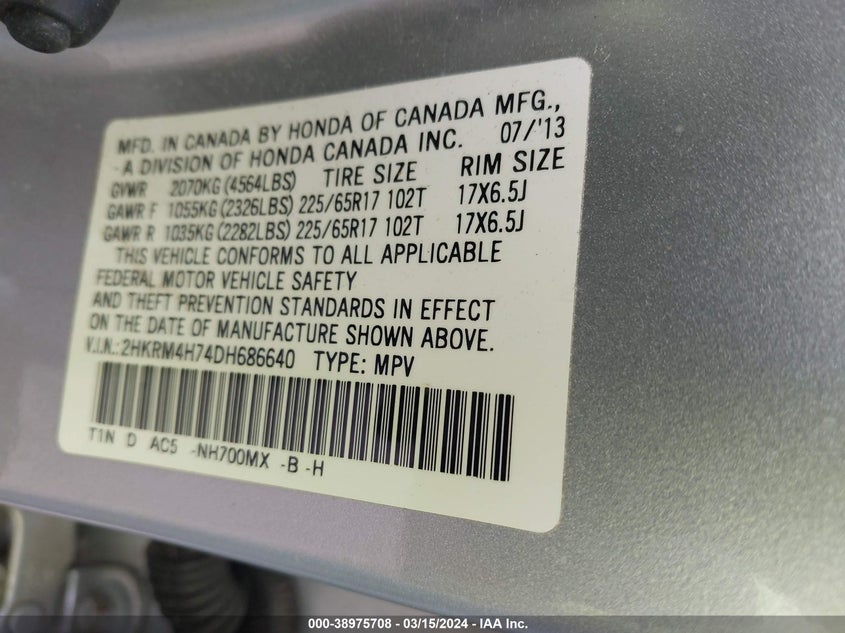 MFD. IN CANADA BY HONDA OF CANADA MFG.,
A DIVISION OF HONDA CANADA INC. 07/'13
GVWR 2070KG (4564LBS) TIRE SIZE RIM SIZE
GAWR F 1055KG (2326LBS) 225/65R17 102T 17X6.5J
GAWR R 1035KG (2282LBS) 225/65R17 102T 17X6.5J
THIS VEHICLE CONFORMS TO ALL APPLICABLE
FEDERAL MOTOR VEHICLE SAFETY
AND THEFT PREVENTION STANDARDS IN EFFECT
ON THE DATE OF MANUFACTURE SHOWN ABOVE.
V.I.N.:2HKRM4H74DH686640 TYPE: MPV
T1N D AC5 -NH700MX -B -H
000-38975708 - 03/15/2024 - IAA Inc.